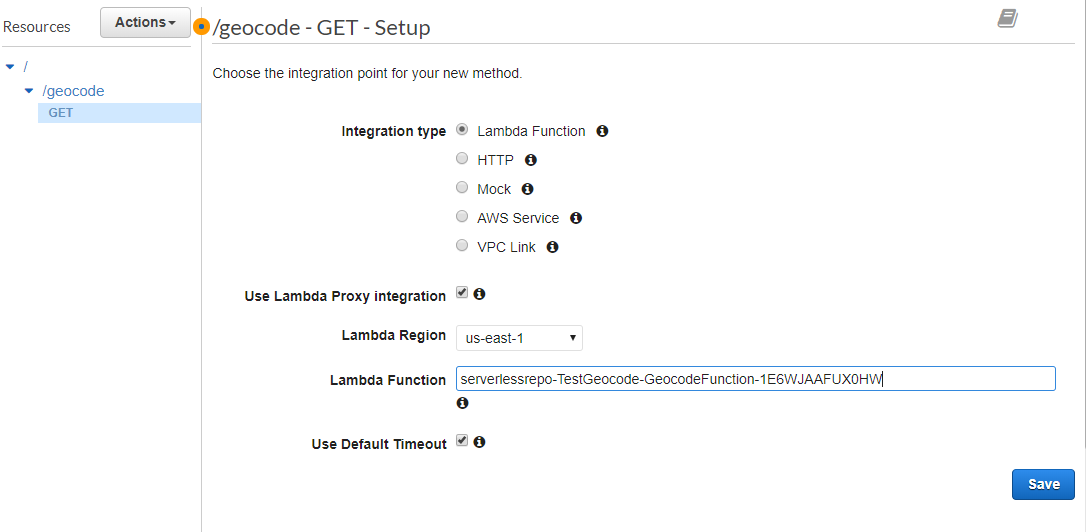 Resources
Actions
/geocode - GET - Setup
/
/geocode
GET
Choose the integration point for your new method.
Integration type
Lambda Function
HTTP
Mock
AWS Service
VPC Link
Use Lambda Proxy integration
Lambda Region
us-east-1
Lambda Function
serverlessrepo-TestGeocode-GeocodeFunction-1E6WJAAFUX0HW
Use Default Timeout
Save